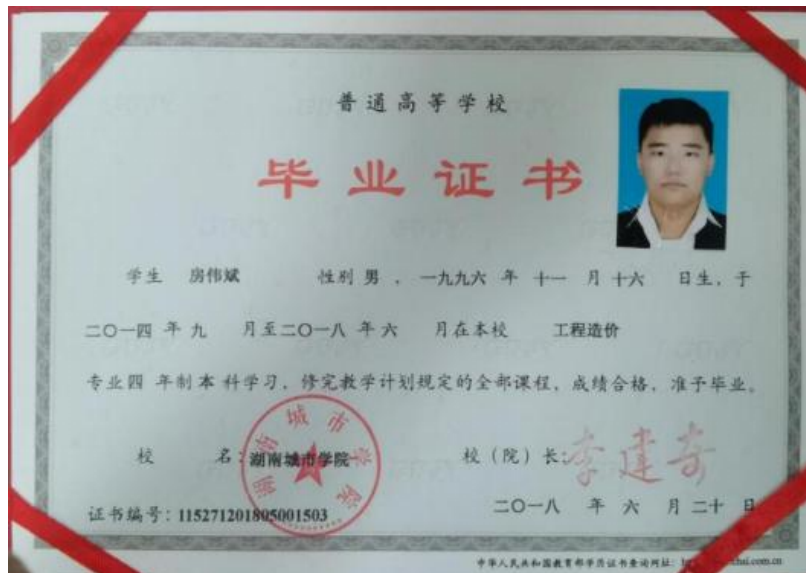 普通高等学校
毕业证书
学生 房伟斌 性别 男 ，一九九六 年 十一 月 十六 日生，于
二〇一四 年 九 月至二〇一八 年 六 月在本校 工程造价
专业四 年制 本 科学习，修完教学计划规定的全部课程，成绩合格，准予毕业。
校 名：湖南城市学院 校（院）长：李建奇
湖南城市学院
证书编号：115271201805001503 二〇一八 年 六 月 二十 日
中华人民共和国教育部学历证书查询网址： chsi.com.cn